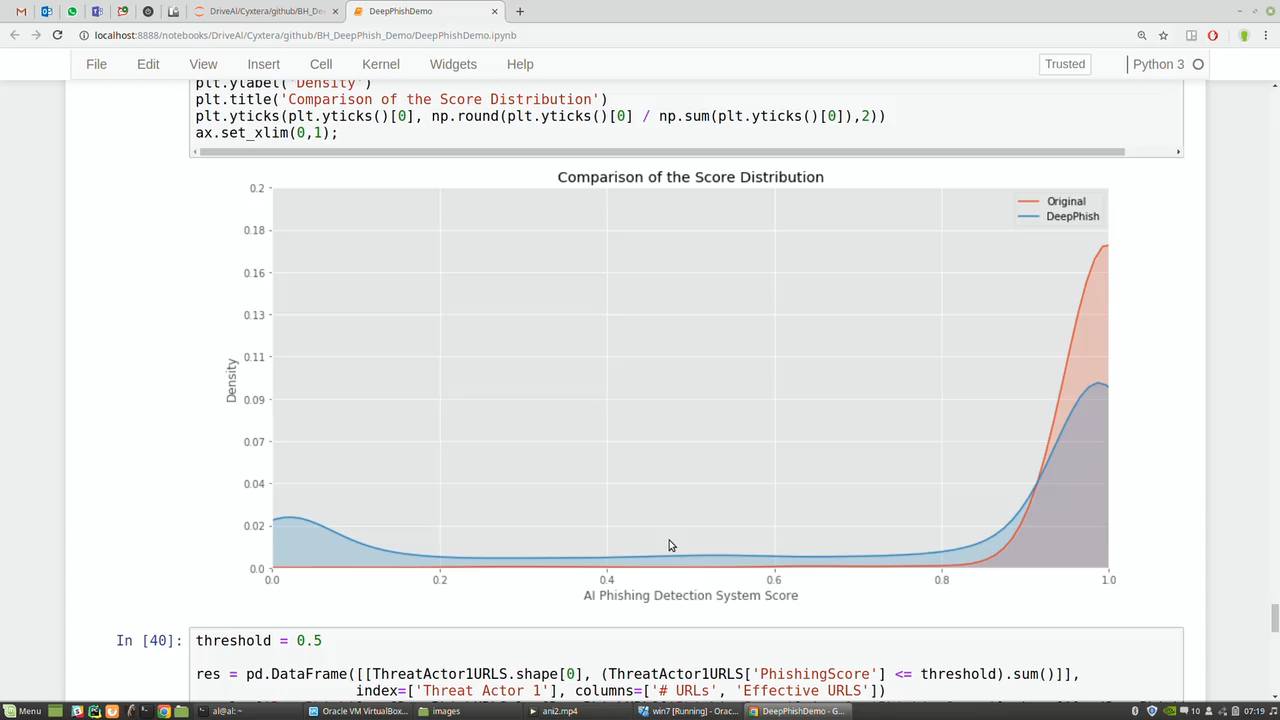 DriveAI/Cyxtera/github/BH_De
DeepPhishDemo
localhost:8888/notebooks/DriveAI/Cyxtera/github/BH_DeepPhish_Demo/DeepPhishDemo.ipynb
File Edit View Insert Cell Kernel Widgets Help Trusted Python 3
plt.ylabel('Density')
plt.title('Comparison of the Score Distribution')
plt.yticks(plt.yticks()[0], np.round(plt.yticks()[0] / np.sum(plt.yticks()[0]),2))
ax.set_xlim(0,1);
Comparison of the Score Distribution
Original
DeepPhish
0.2
0.18
0.16
0.13
0.11
0.09
0.07
0.04
0.02
0.0
Density
0.0 0.2 0.4 0.6 0.8 1.0
AI Phishing Detection System Score
In [40]:
threshold = 0.5
res = pd.DataFrame([[ThreatActor1URLS.shape[0], (ThreatActor1URLS['PhishingScore'] <= threshold).sum()]],
index=['Threat Actor 1'], columns=['# URLs', 'Effective URLS'])
Menu al@al: ~ Oracle VM VirtualBox... images ani2.mp4 win7 [Running] - Orac... DeepPhishDemo - G... 10 07:19